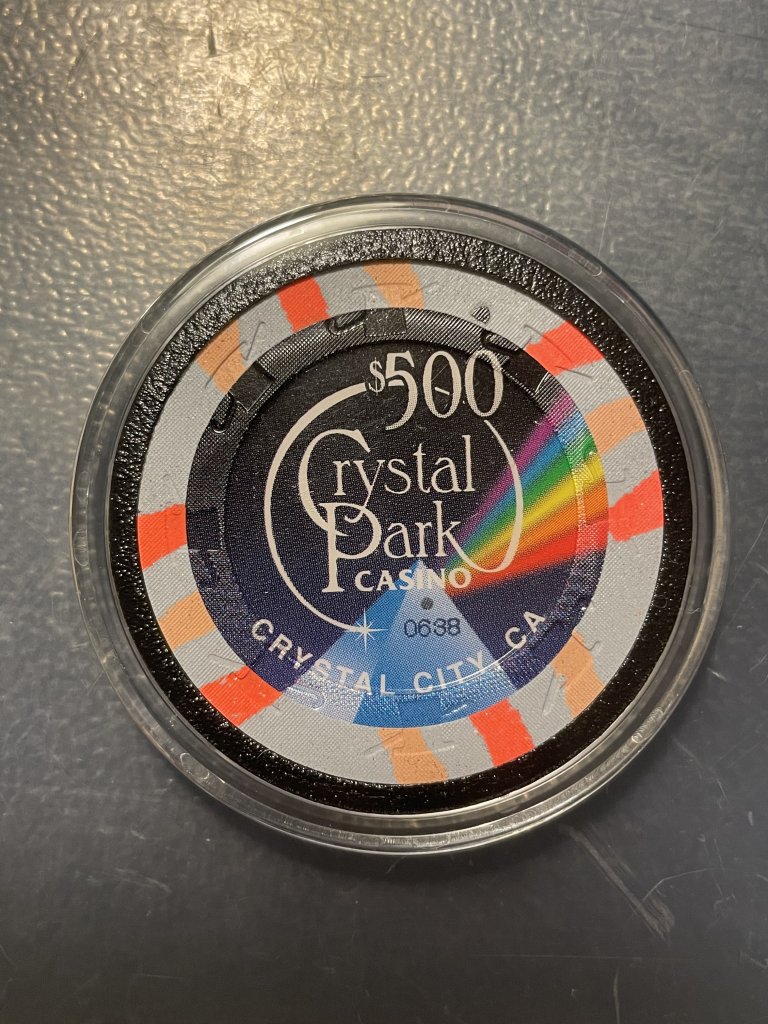 $500
Crystal
Park
CASINO
0638
CRYSTAL CITY, CA